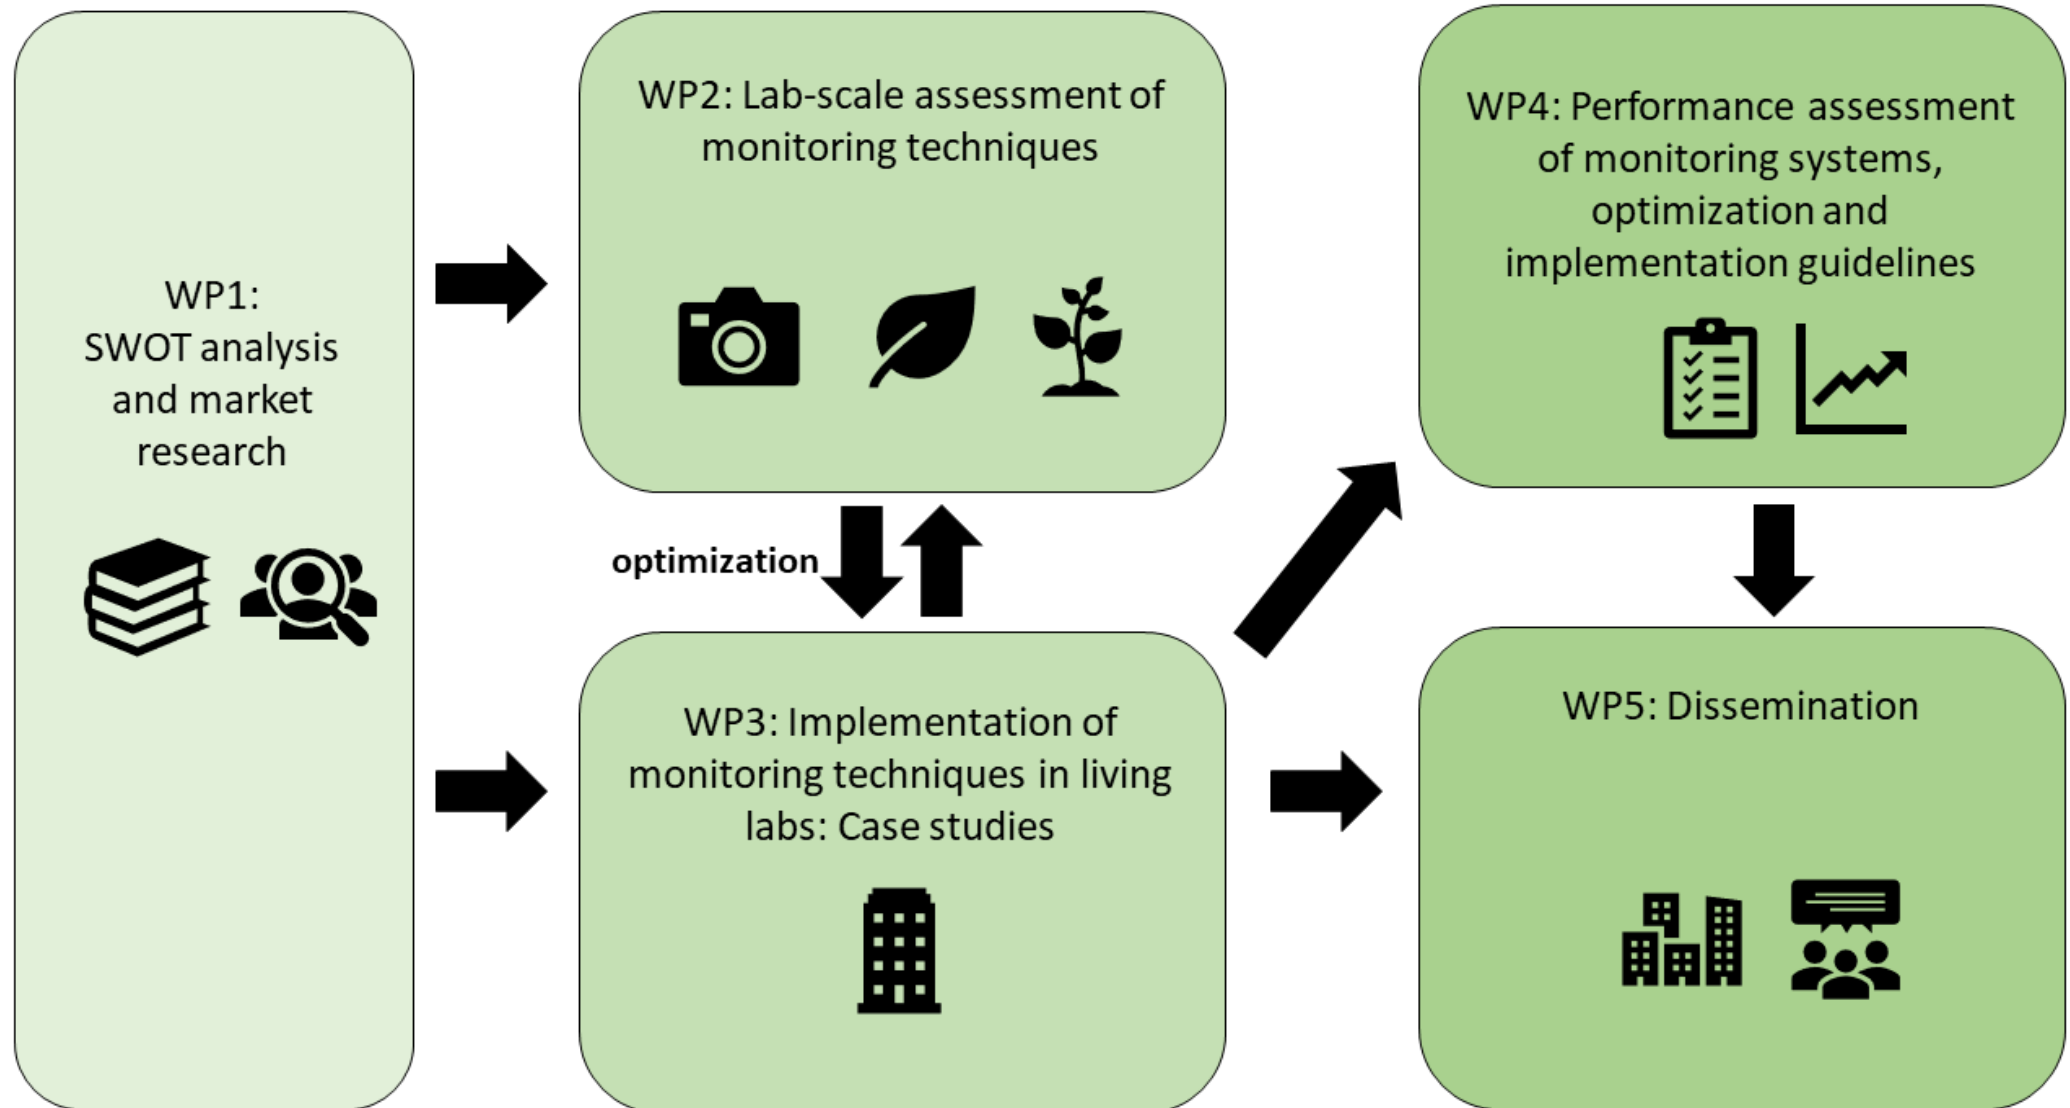 WP1:
SWOT analysis
and market
research
WP2: Lab-scale assessment of
monitoring techniques
optimization
WP3: Implementation of
monitoring techniques in living
labs: Case studies
WP4: Performance assessment
of monitoring systems,
optimization and
implementation guidelines
WP5: Dissemination